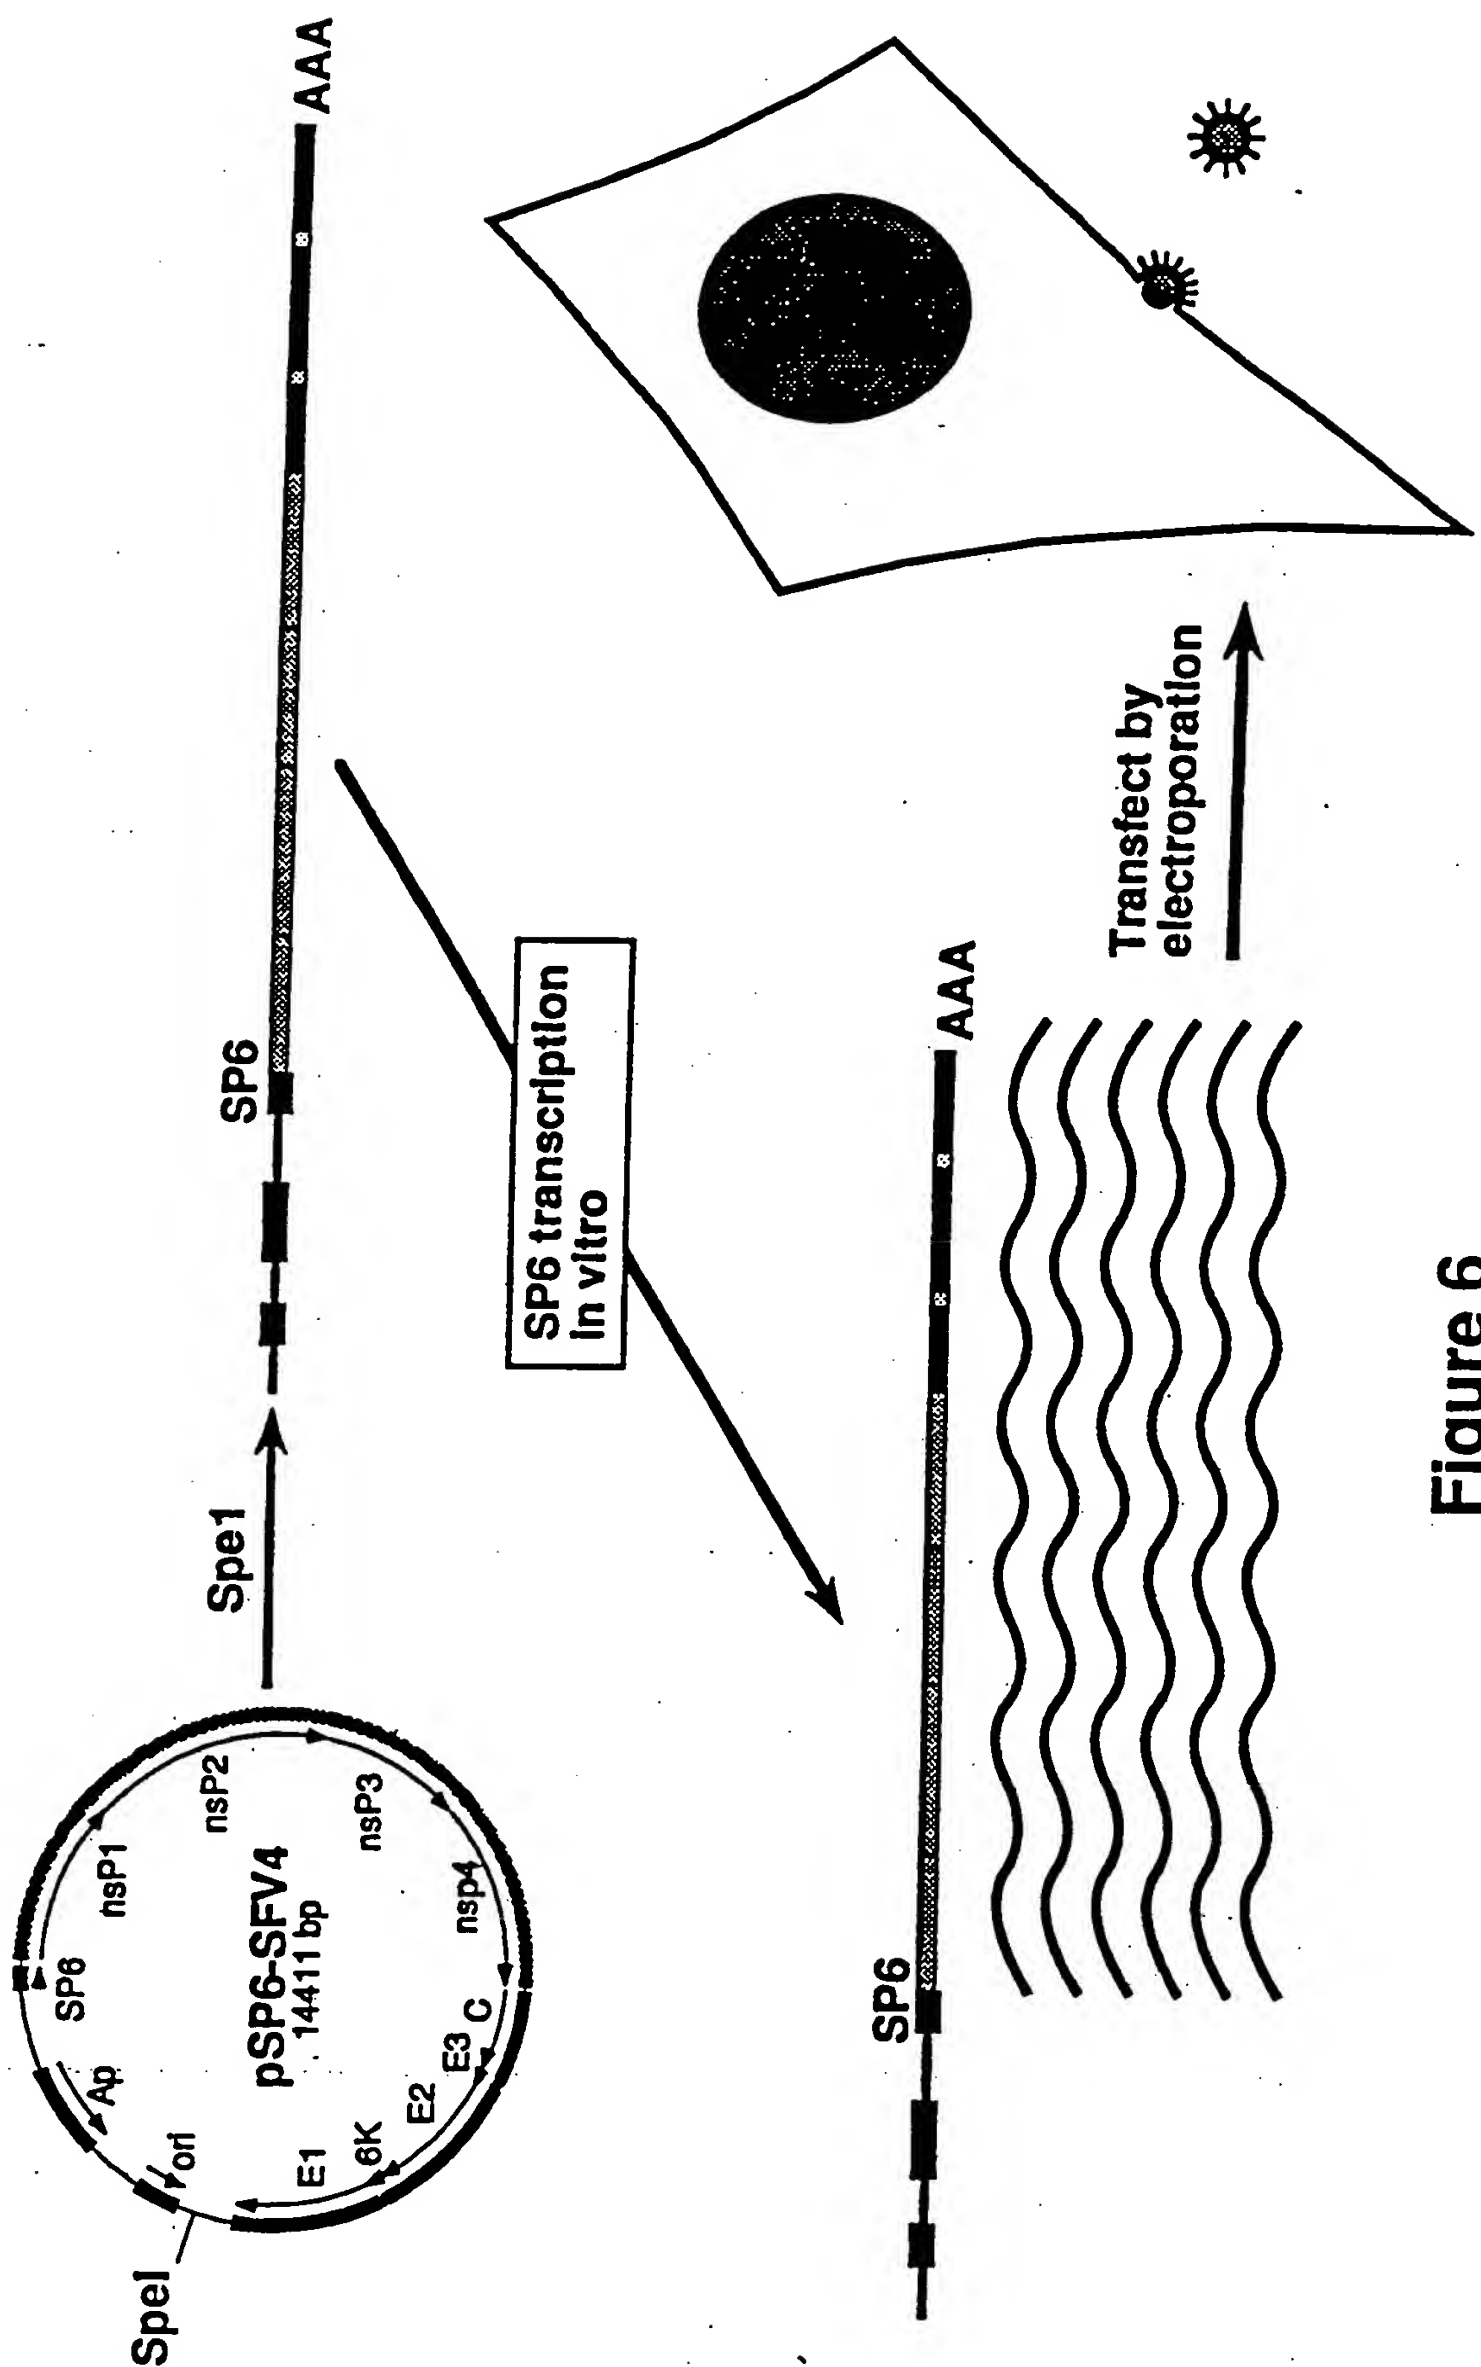 SpeI
ori
Ap
SP6
nsP1
nsP2
nsP3
nsp4
C
E3
E2
6K
E1
pSP6-SFV4
14411 bp
Spe1
SP6
AAA
SP6 transcription
in vitro
SP6
AAA
Transfect by
electroporation
Figure 6